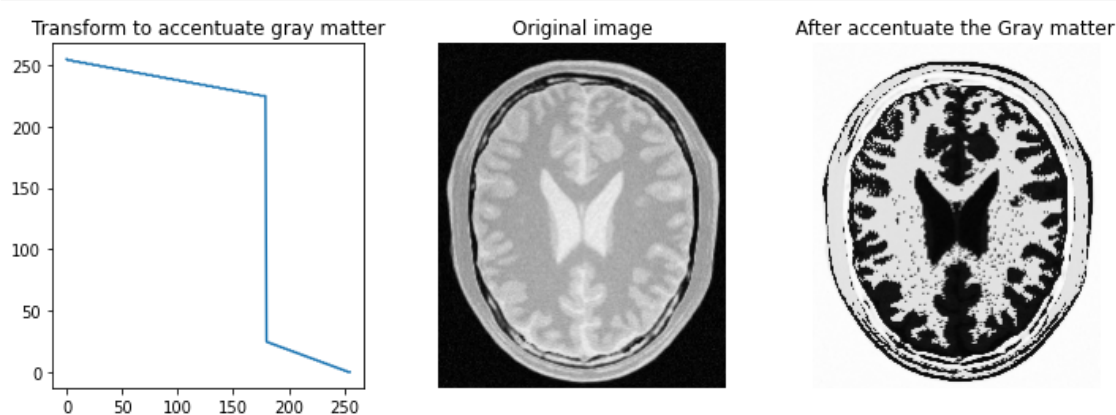 Transform to accentuate gray matter
Original image
After accentuate the Gray matter
250
200
150
100
50
0
0 50 100 150 200 250